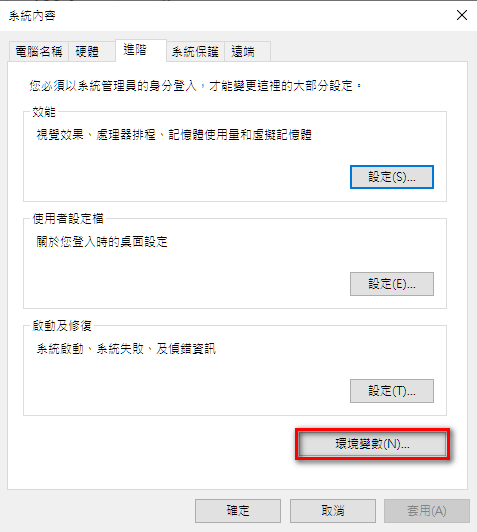 系統內容
電腦名稱 硬體 進階 系統保護 遠端
您必須以系統管理員的身分登入，才能變更這裡的大部分設定。
效能
視覺效果、處理器排程、記憶體使用量和虛擬記憶體
設定(S)...
使用者設定檔
關於您登入時的桌面設定
設定(E)...
啟動及修復
系統啟動、系統失敗、及偵錯資訊
設定(T)...
環境變數(N)...
確定 取消 套用(A)